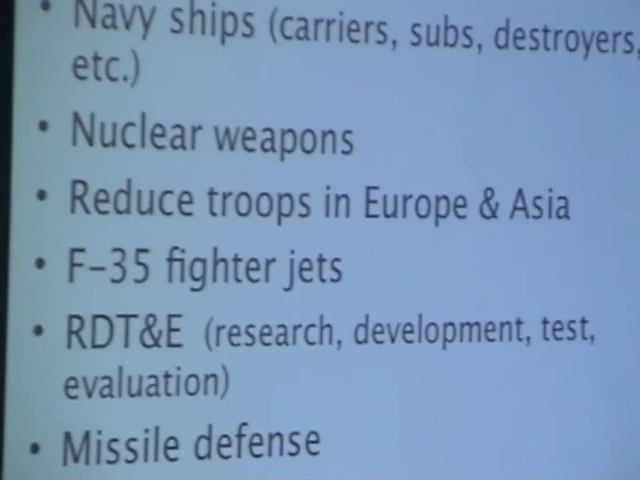 • Navy ships (carriers, subs, destroyers,
etc.)
• Nuclear weapons
• Reduce troops in Europe & Asia
• F-35 fighter jets
• RDT&E (research, development, test,
evaluation)
• Missile defense